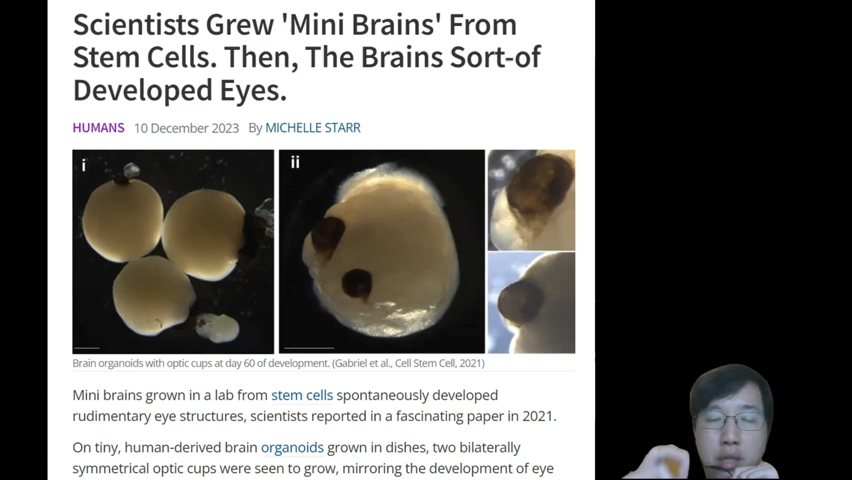 Scientists Grew 'Mini Brains' From
Stem Cells. Then, The Brains Sort-of
Developed Eyes.
HUMANS 10 December 2023 By MICHELLE STARR
i
ii
Brain organoids with optic cups at day 60 of development. (Gabriel et al., Cell Stem Cell, 2021)
Mini brains grown in a lab from stem cells spontaneously developed
rudimentary eye structures, scientists reported in a fascinating paper in 2021.
On tiny, human-derived brain organoids grown in dishes, two bilaterally
symmetrical optic cups were seen to grow, mirroring the development of eye